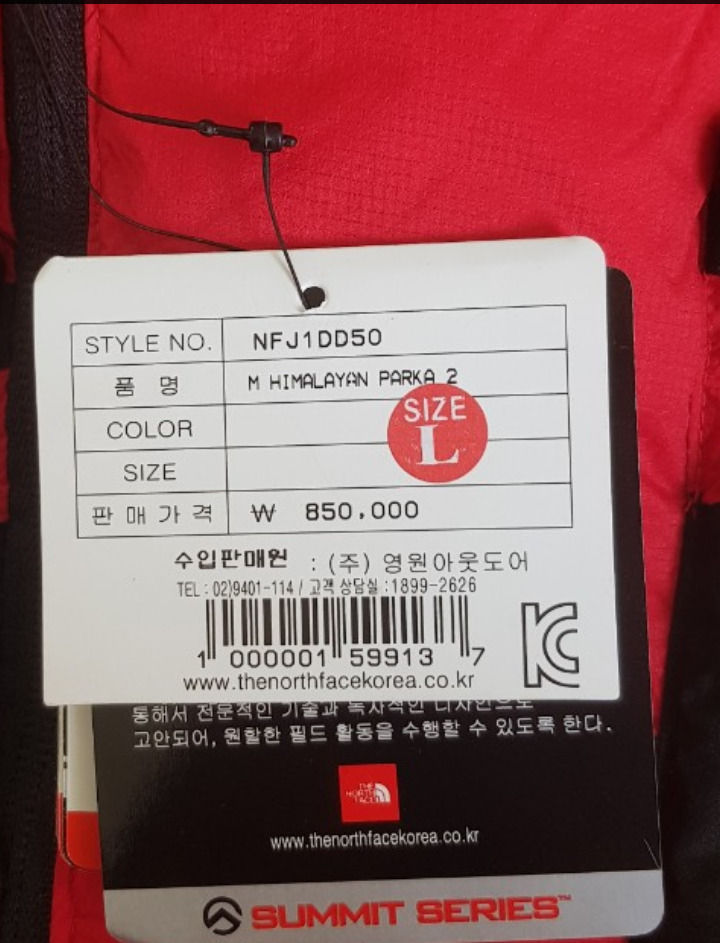 STYLE NO. NFJ1DD50
품 명 M HIMALAYAN PARKA 2
COLOR
SIZE
SIZE
L
판 매 가 격 ₩ 850,000
수입판매원 : (주) 영원아웃도어
TEL : 02)9401-114 / 고객 상담실 : 1899-2626
1 000001 59913 7
www.thenorthfacekorea.co.kr
통해서 전문적인 기술과 독자적인 디자인으로
고안되어, 원할한 필드 활동을 수행할 수 있도록 한다.
THE
NORTH
FACE
www.thenorthfacekorea.co.kr
SUMMIT SERIES™